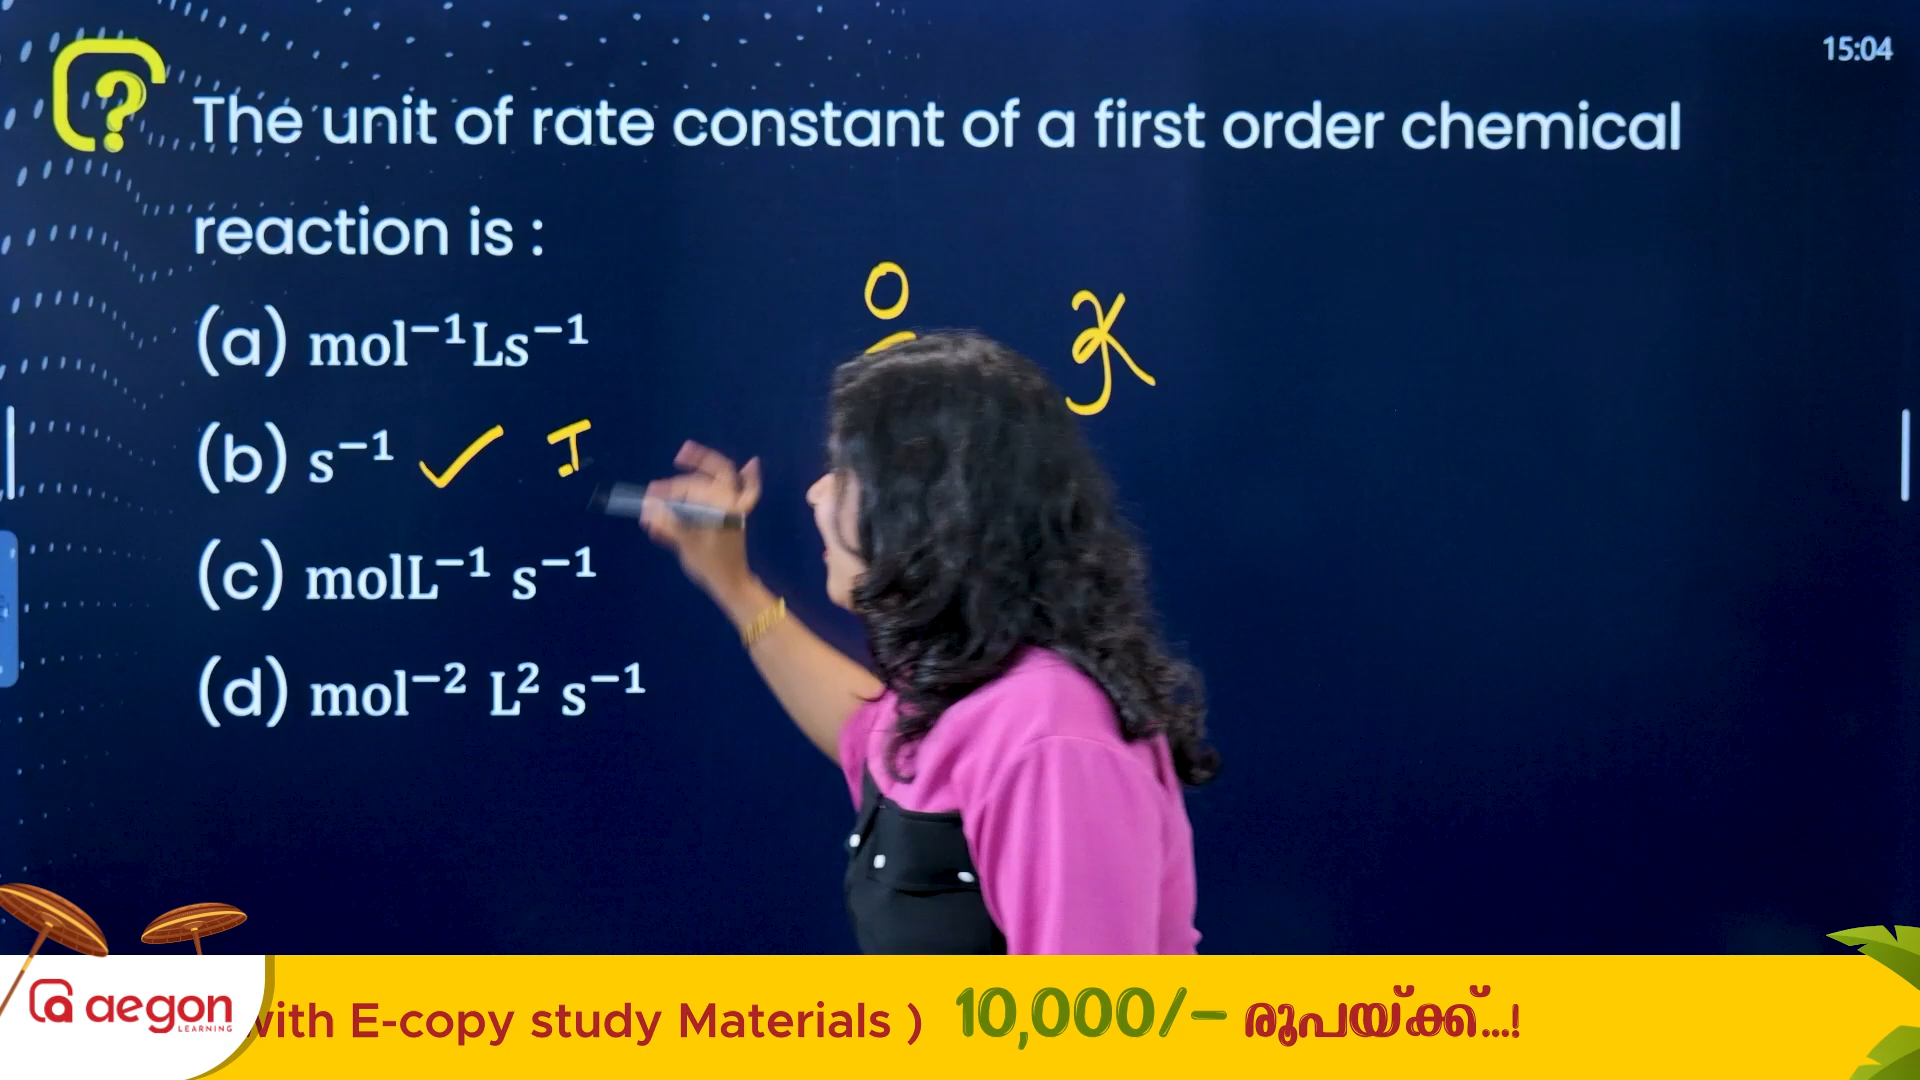 15:04
The unit of rate constant of a first order chemical
reaction is :
0
K
(a) mol⁻¹Ls⁻¹
(b) s⁻¹ ✓ I
(c) molL⁻¹ s⁻¹
(d) mol⁻² L² s⁻¹
aegon
LEARNING
with E-copy study Materials ) 10,000/- രൂപയ്ക്ക്...!